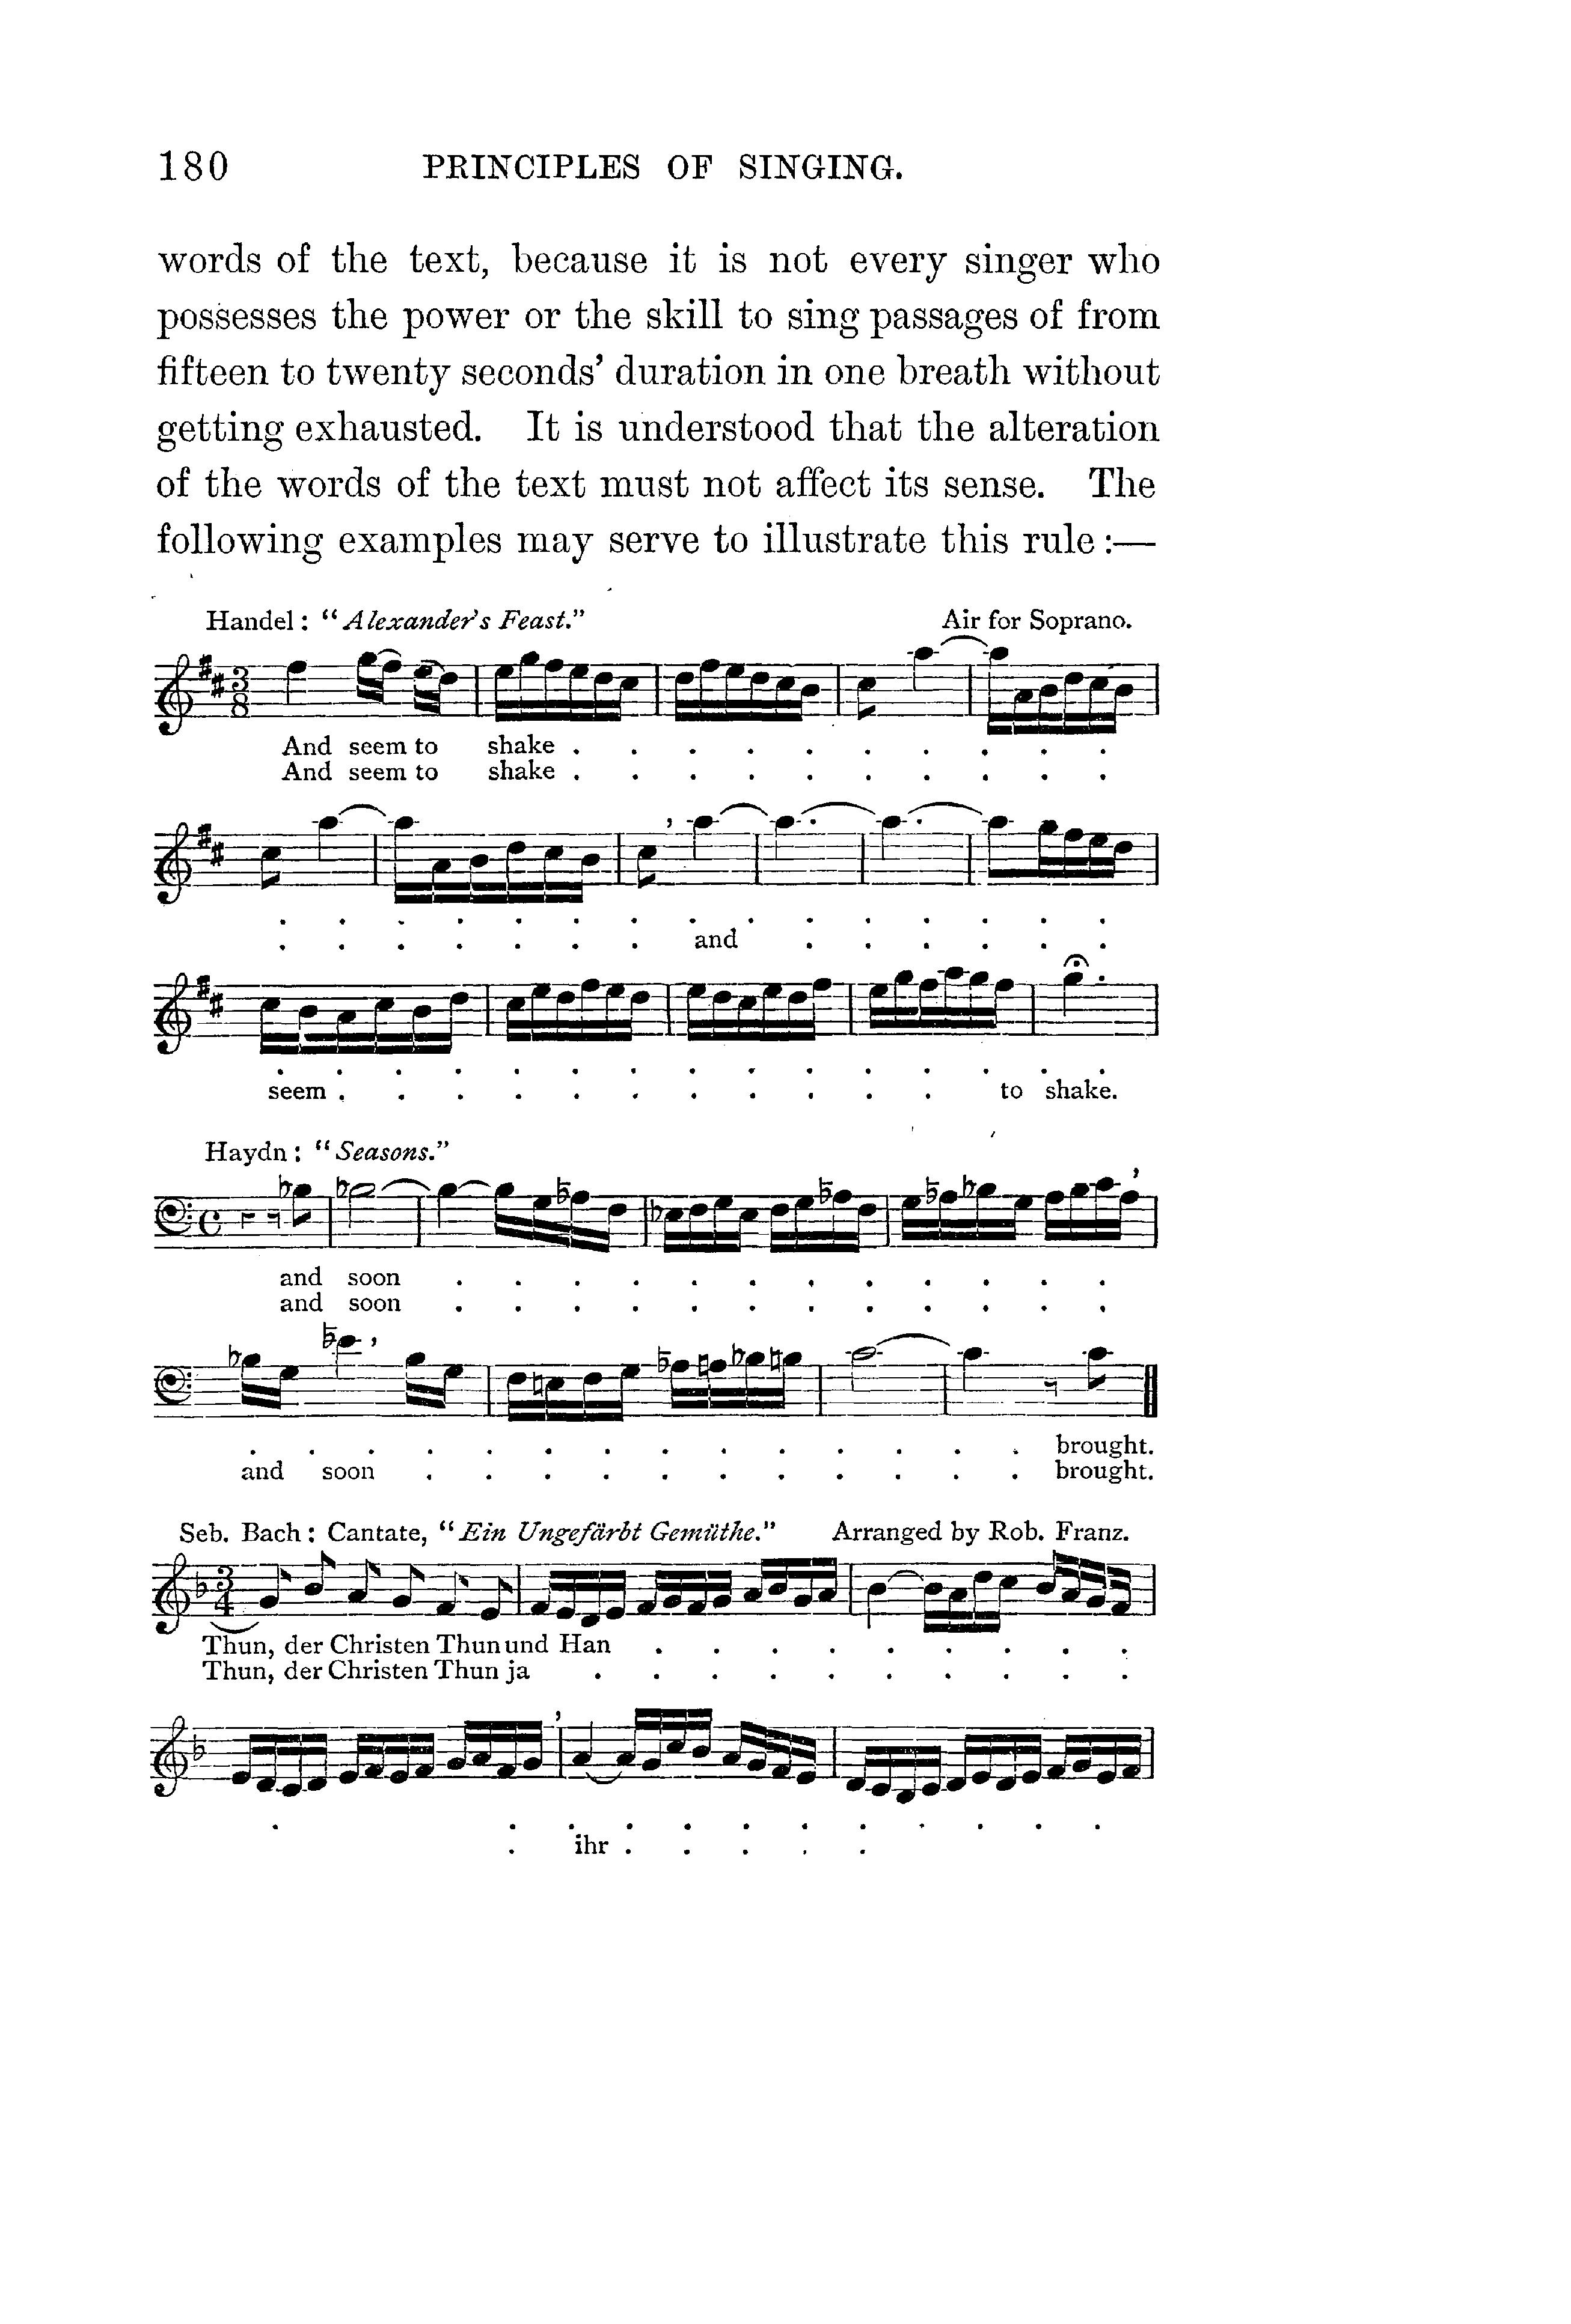 180 PRINCIPLES OF SINGING.
words of the text, because it is not every singer who
possesses the power or the skill to sing passages of from
fifteen to twenty seconds' duration in one breath without
getting exhausted. It is understood that the alteration
of the words of the text must not affect its sense. The
following examples may serve to illustrate this rule :—
Handel : "Alexander's Feast." Air for Soprano.
3
8
And seem to shake . . . . . . . . . .
And seem to shake . . . . . . . . . .
. . . . . . . . . . . . . . .
. . . . . . . and . . . . . .
. . . . . . . . . . . . . . .
seem . . . . . . . . . . . to shake.
Haydn : "Seasons."
and soon . . . . . . . . . . . .
and soon . . . . . . . . . . . .
. . . . . . . . . . . . . . brought.
and soon . . . . . . . . . . . brought.
Seb. Bach : Cantate, "Ein Ungefärbt Gemüthe." Arranged by Rob. Franz.
3
4
Thun, der Christen Thun und Han . . . . . . . . .
Thun, der Christen Thun ja . . . . . . . . . .
. . . . . . . . . . . .
. ihr . . . . .